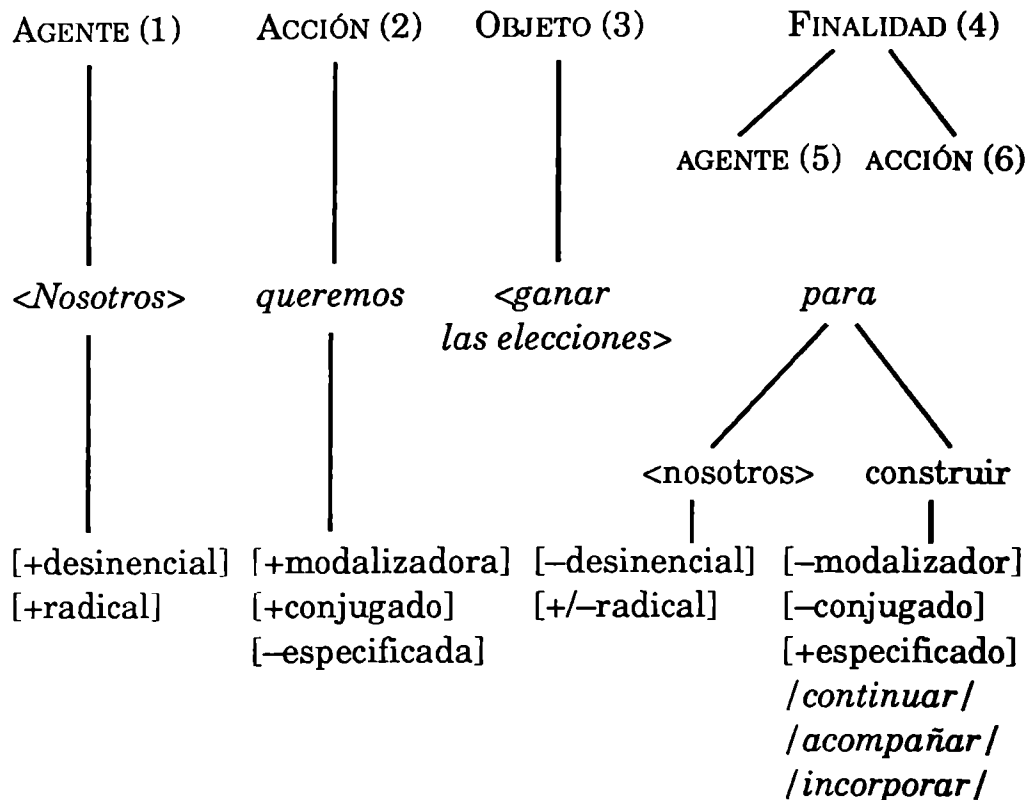 AGENTE (1) ACCIÓN (2) OBJETO (3) FINALIDAD (4)
AGENTE (5) ACCIÓN (6)
<Nosotros> queremos <ganar para
las elecciones>
<nosotros> construir
[+desinencial] [+modalizadora] [–desinencial] [–modalizador]
[+radical] [+conjugado] [+/–radical] [–conjugado]
[–especificada] [+especificado]
/continuar/
/acompañar/
/incorporar/